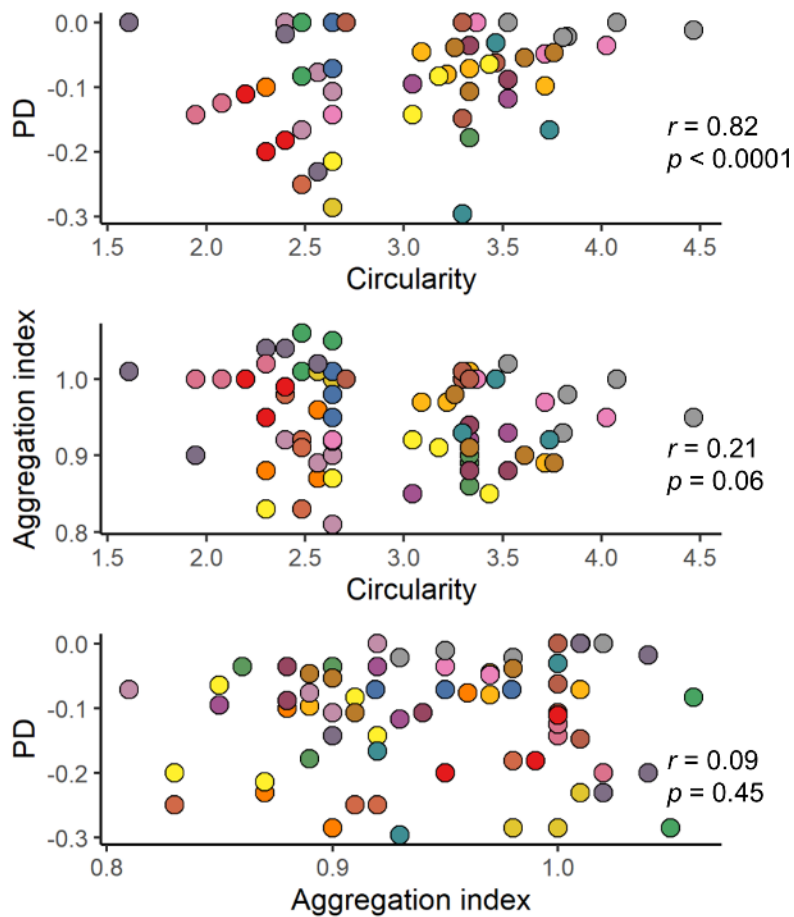 0.0
-0.1
-0.2
-0.3
PD
r = 0.82
p < 0.0001
1.5 2.0 2.5 3.0 3.5 4.0 4.5
Circularity
1.0
0.9
0.8
Aggregation index
r = 0.21
p = 0.06
1.5 2.0 2.5 3.0 3.5 4.0 4.5
Circularity
0.0
-0.1
-0.2
-0.3
PD
r = 0.09
p = 0.45
0.8 0.9 1.0
Aggregation index